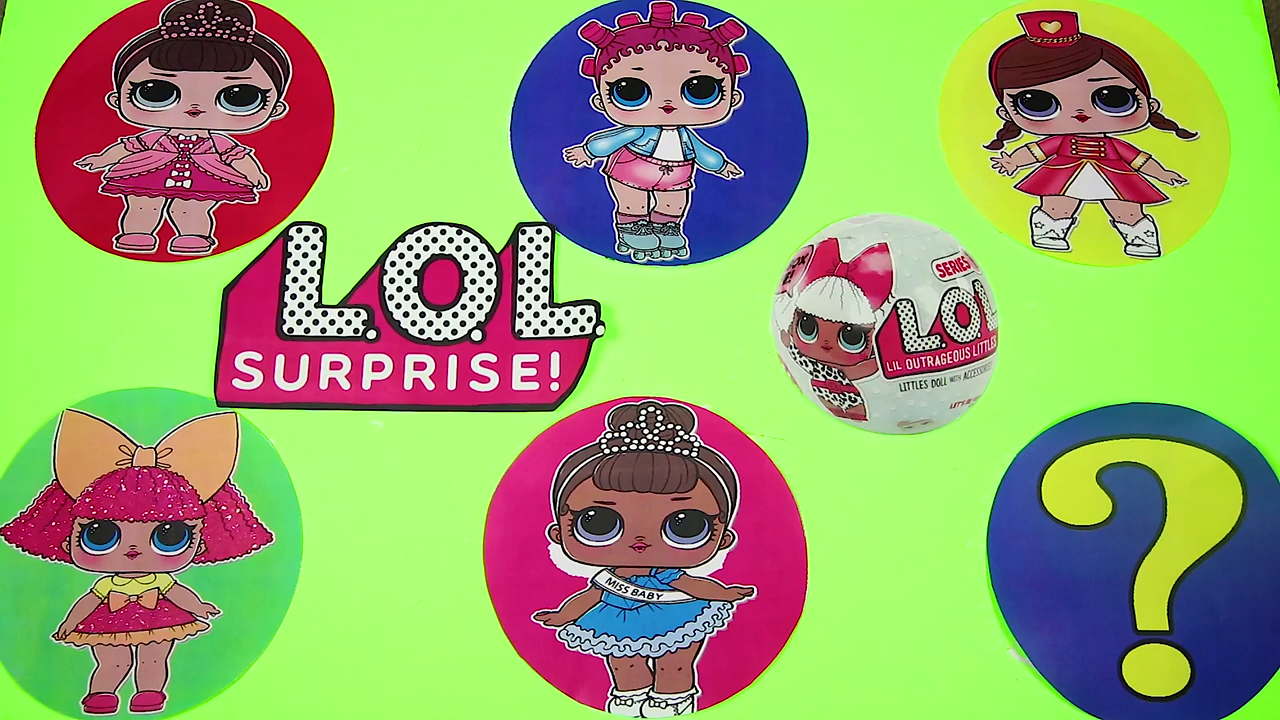 L.O.L.
SURPRISE!
SERIES
L.O.L
LIL OUTRAGEOUS LITTLES
LITTLES DOLL WITH ACCESSORIES
MISS BABY
?